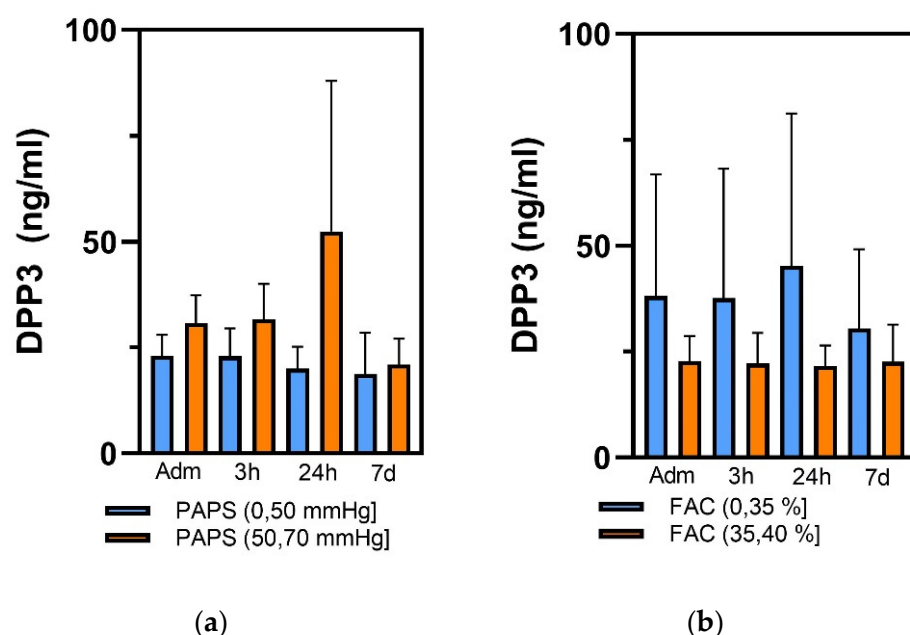 100
50
0
DPP3 (ng/ml)
Adm 3h 24h 7d
PAPS (0,50 mmHg]
PAPS (50,70 mmHg]
(a)
100
50
0
DPP3 (ng/ml)
Adm 3h 24h 7d
FAC (0,35 %]
FAC (35,40 %]
(b)